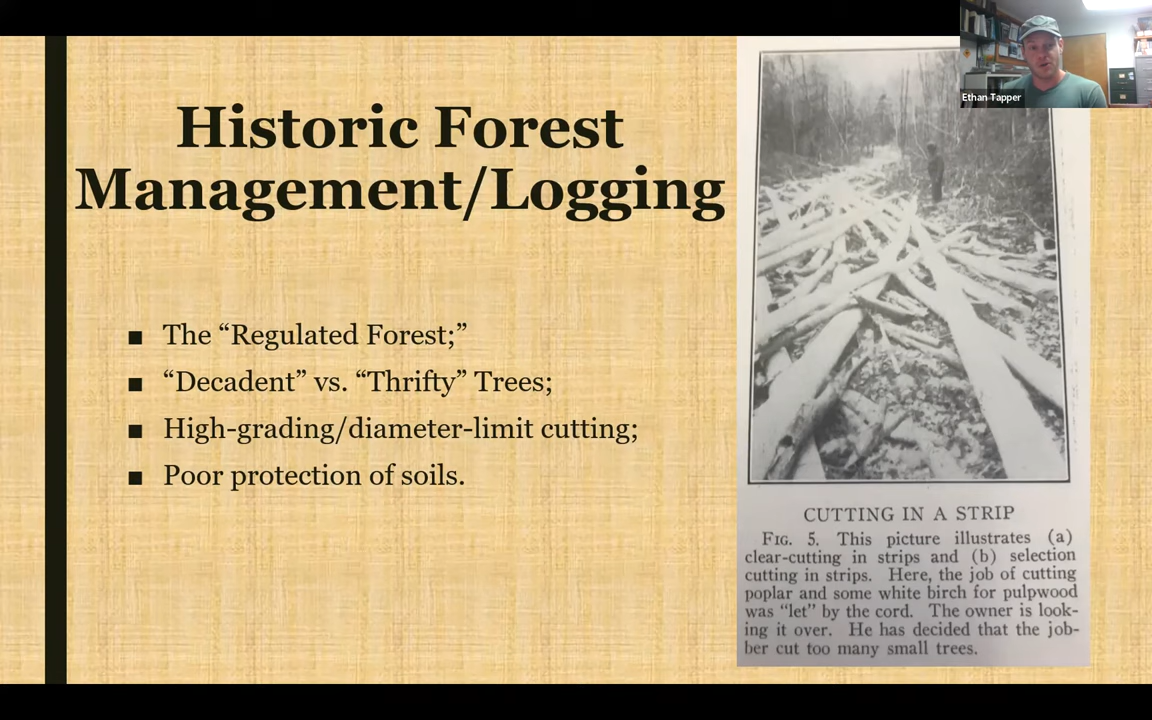 Ethan Tapper
Historic Forest
Management/Logging
■ The “Regulated Forest;”
■ “Decadent” vs. “Thrifty” Trees;
■ High-grading/diameter-limit cutting;
■ Poor protection of soils.
CUTTING IN A STRIP
FIG. 5. This picture illustrates (a)
clear-cutting in strips and (b) selection
cutting in strips. Here, the job of cutting
poplar and some white birch for pulpwood
was “let” by the cord. The owner is look-
ing it over. He has decided that the job-
ber cut too many small trees.